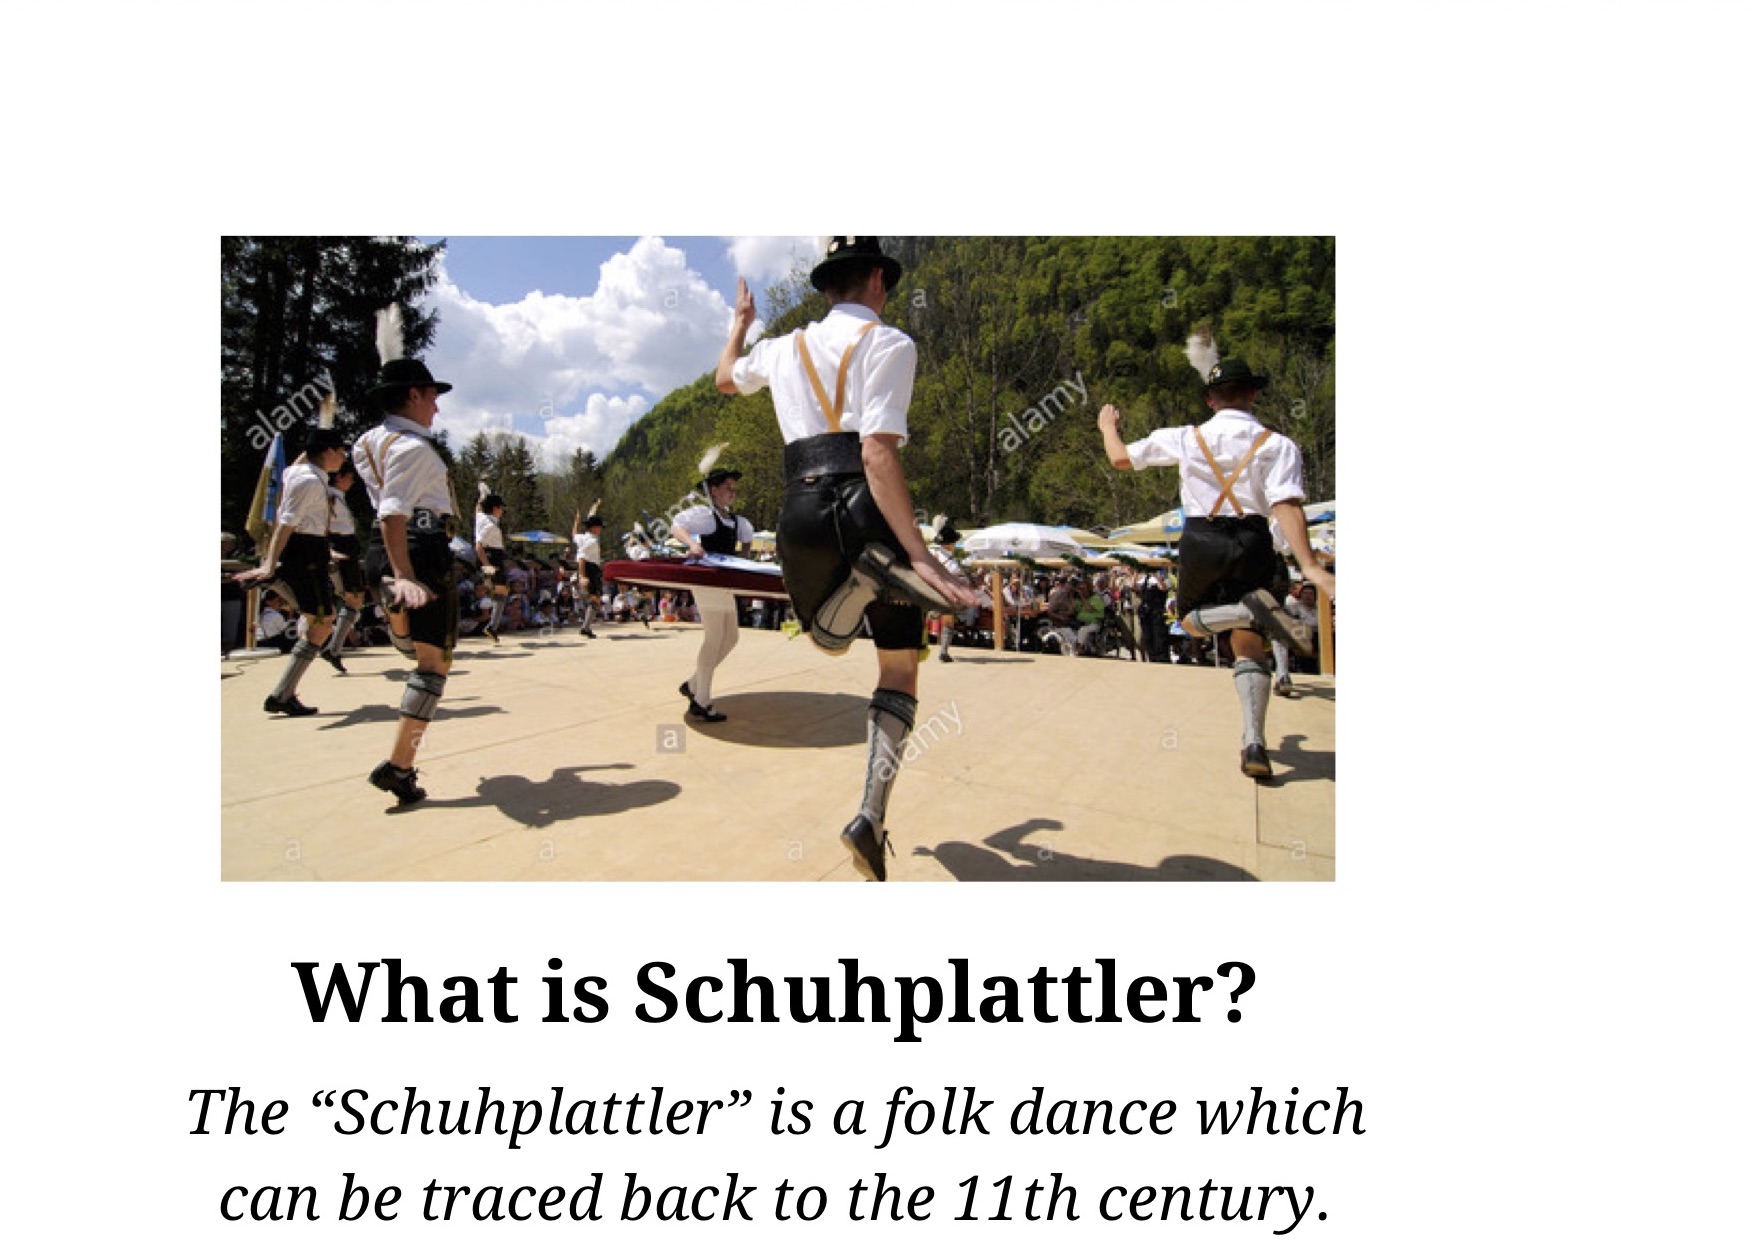 alamy
alamy
alamy
alamy
What is Schuhplattler?
The “Schuhplattler” is a folk dance which
can be traced back to the 11th century.